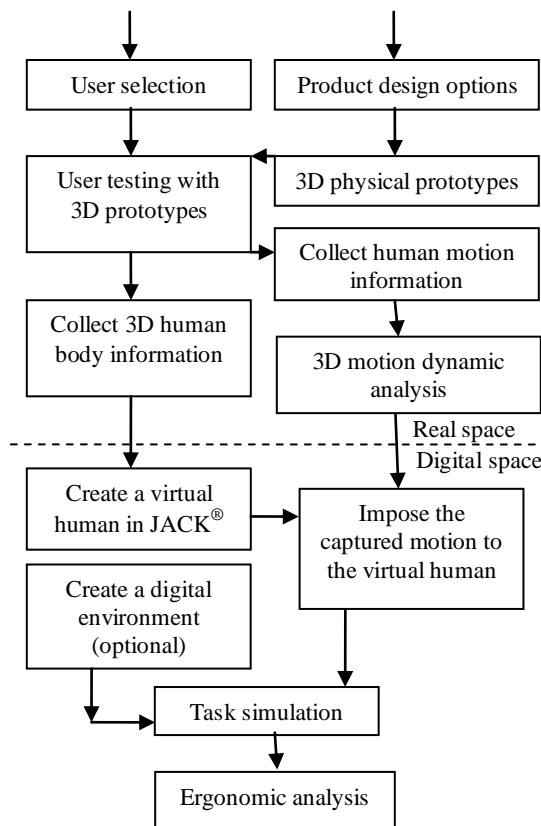 User selection
Product design options
User testing with
3D prototypes
3D physical prototypes
Collect human motion
information
Collect 3D human
body information
3D motion dynamic
analysis
Real space
Digital space
Create a virtual
human in JACK®
Impose the
captured motion to
the virtual human
Create a digital
environment
(optional)
Task simulation
Ergonomic analysis